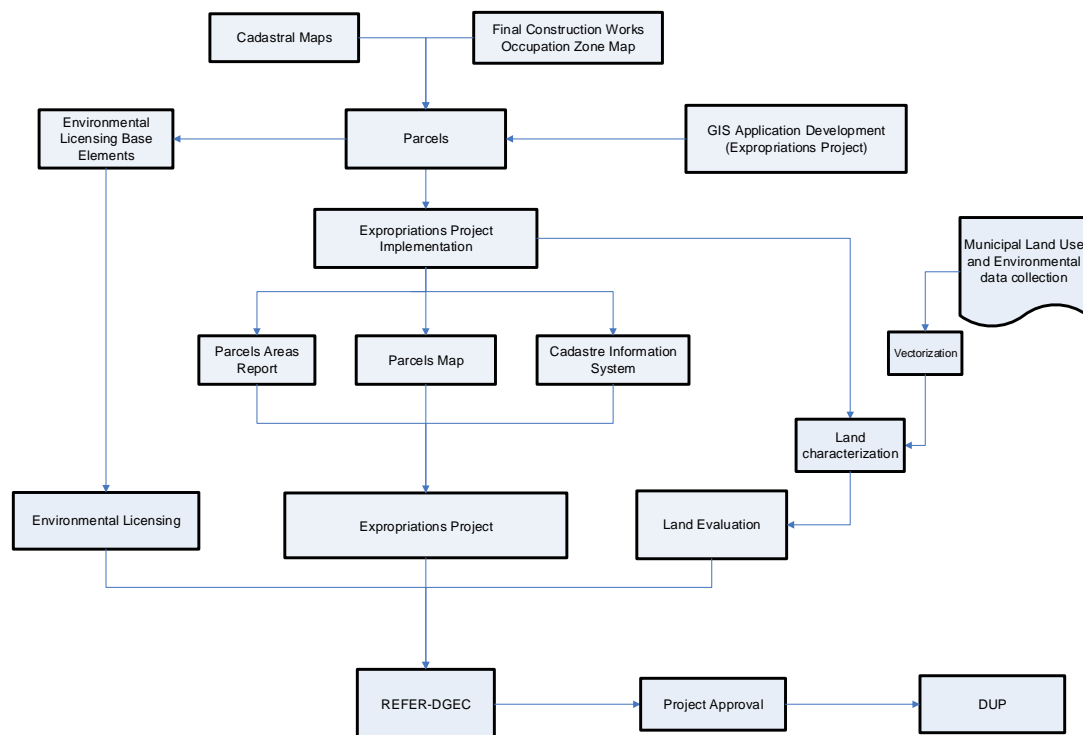 Cadastral Maps
Final Construction Works
Occupation Zone Map
Environmental
Licensing Base
Elements
Parcels
GIS Application Development
(Expropriations Project)
Expropriations Project
Implementation
Municipal Land Use
and Environmental
data collection
Parcels Areas
Report
Parcels Map
Cadastre Information
System
Vectorization
Land
characterization
Environmental Licensing
Expropriations Project
Land Evaluation
REFER-DGEC
Project Approval
DUP